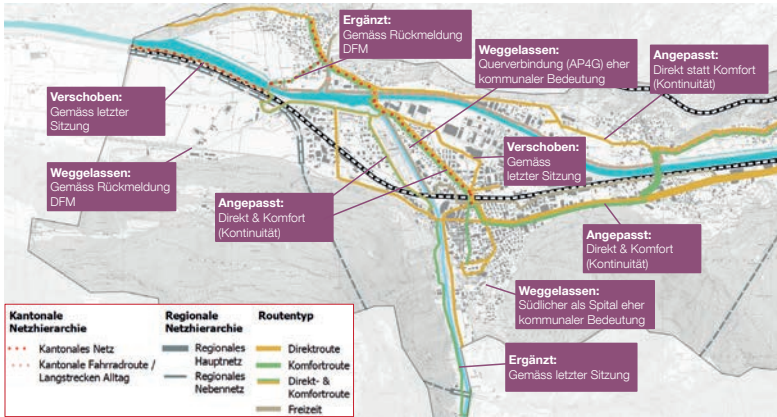 Ergänzt:
Gemäss Rückmeldung
DFM
Weggelassen:
Querverbindung (AP4G) eher
kommunaler Bedeutung
Angepasst:
Direkt statt Komfort
(Kontinuität)
Verschoben:
Gemäss letzter
Sitzung
Verschoben:
Gemäss
letzter Sitzung
Weggelassen:
Gemäss Rückmeldung
DFM
Angepasst:
Direkt & Komfort
(Kontinuität)
Angepasst:
Direkt & Komfort
(Kontinuität)
Weggelassen:
Südlicher als Spital eher
kommunaler Bedeutung
Ergänzt:
Gemäss letzter Sitzung
Kantonale
Netzhierarchie
Kantonales Netz
Kantonale Fahrradroute /
Langstrecken Alltag
Regionale
Netzhierarchie
Regionales
Hauptnetz
Regionales
Nebennetz
Routentyp
Direktroute
Komfortroute
Direkt- &
Komfortroute
Freizeit